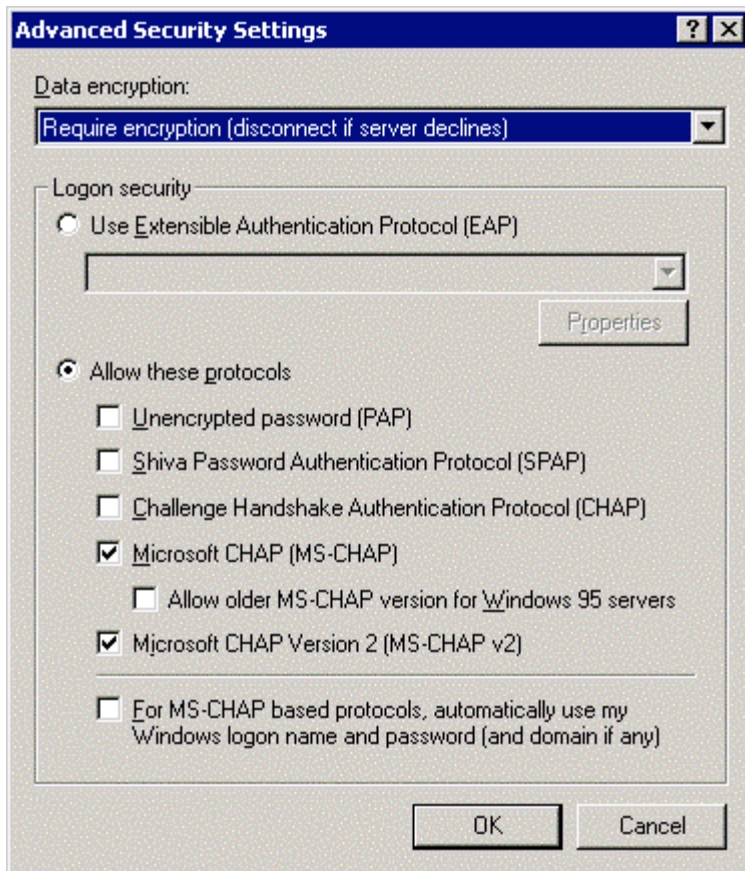 Advanced Security Settings
Data encryption:
Require encryption (disconnect if server declines)
Logon security
Use Extensible Authentication Protocol (EAP)
Properties
Allow these protocols
Unencrypted password (PAP)
Shiva Password Authentication Protocol (SPAP)
Challenge Handshake Authentication Protocol (CHAP)
Microsoft CHAP (MS-CHAP)
Allow older MS-CHAP version for Windows 95 servers
Microsoft CHAP Version 2 (MS-CHAP v2)
For MS-CHAP based protocols, automatically use my
Windows logon name and password (and domain if any)
OK Cancel